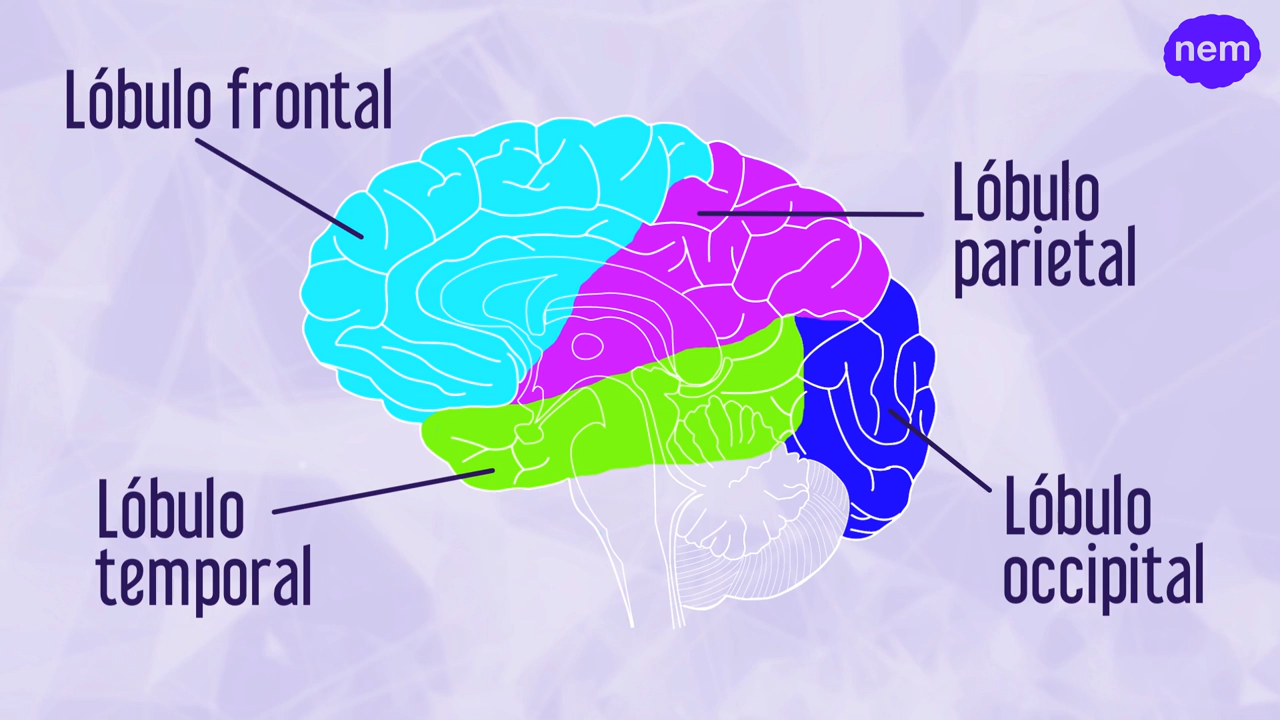 nem
Lóbulo frontal
Lóbulo
parietal
Lóbulo
temporal
Lóbulo
occipital